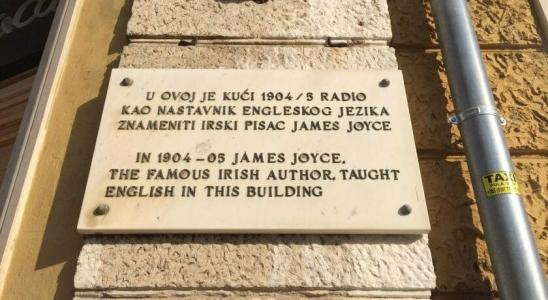 U OVOJ JE KUĆI 1904/5 RADIO
KAO NASTAVNIK ENGLESKOG JEZIKA
ZNAMENITI IRSKI PISAC JAMES JOYCE
IN 1904-05 JAMES JOYCE,
THE FAMOUS IRISH AUTHOR, TAUGHT
ENGLISH IN THIS BUILDING
TAXI